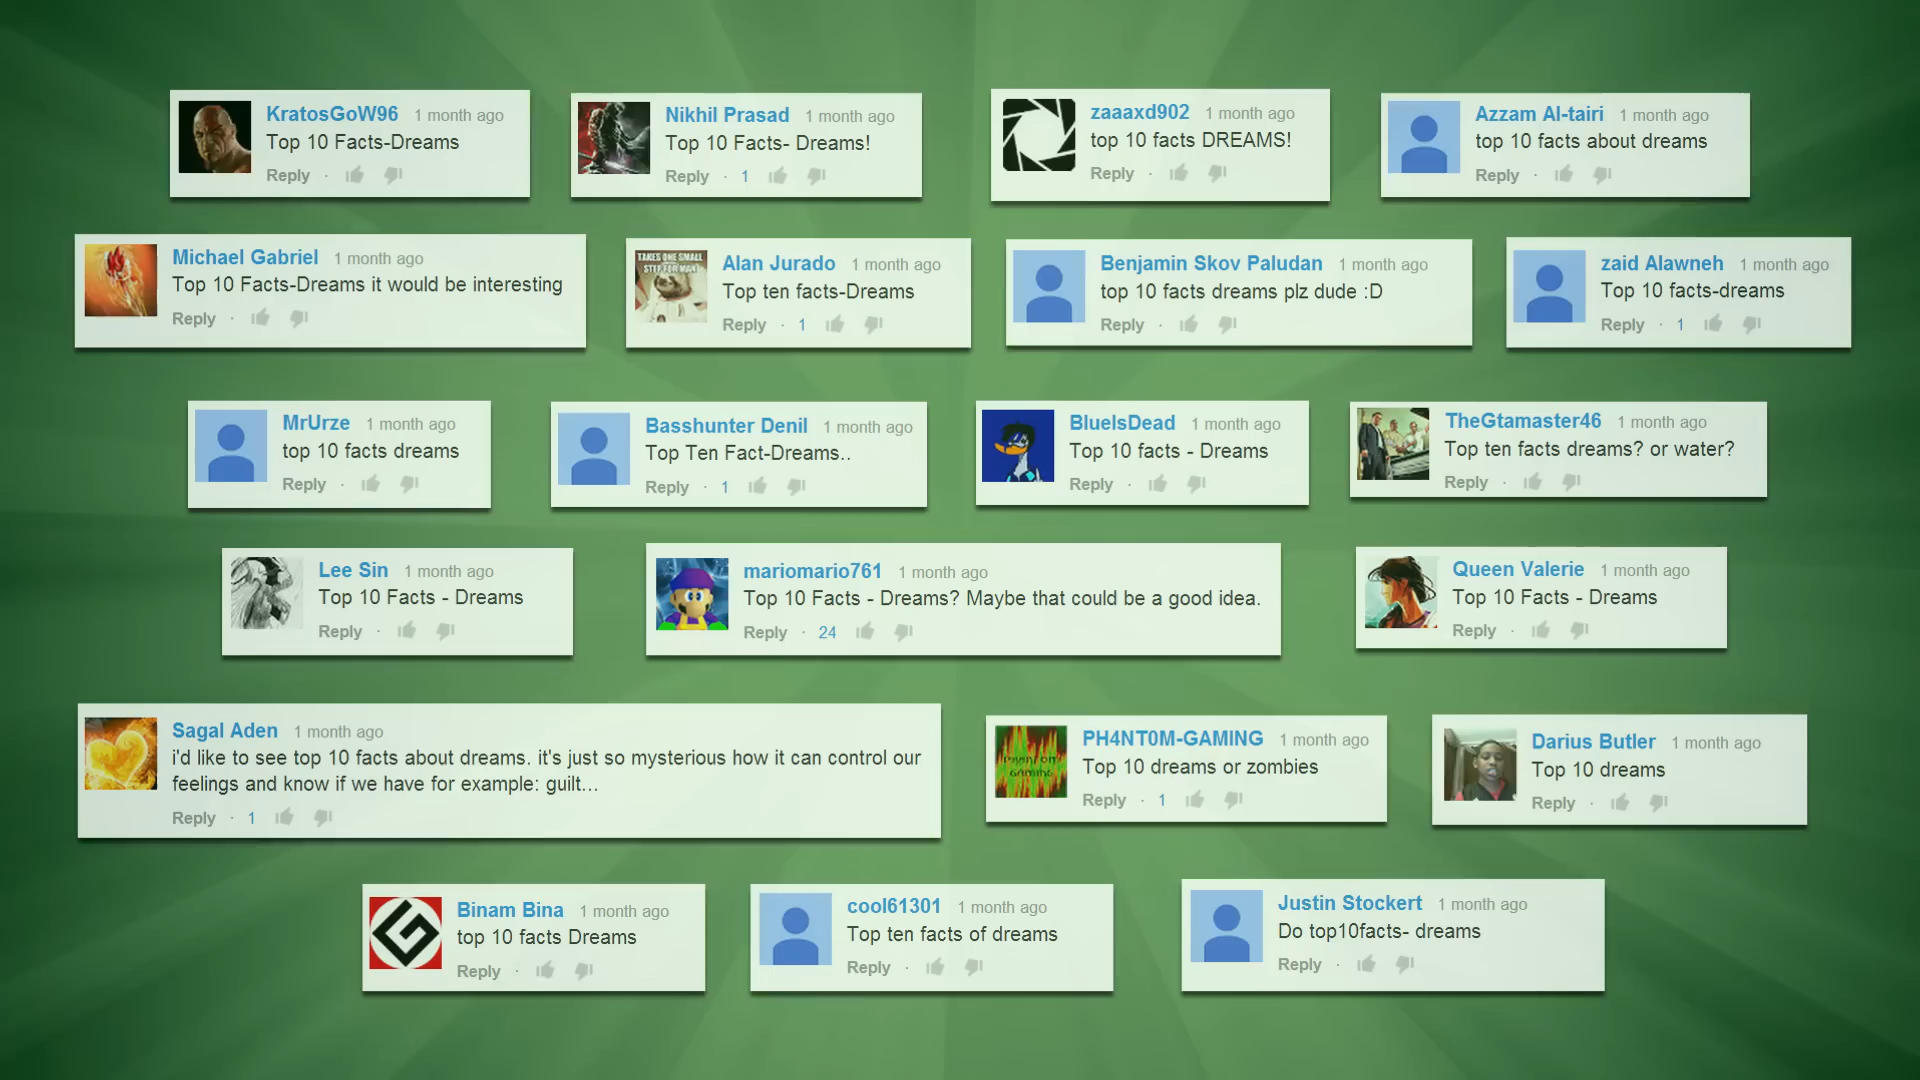 KratosGoW96 1 month ago
Top 10 Facts-Dreams
Reply ·
Nikhil Prasad 1 month ago
Top 10 Facts- Dreams!
Reply · 1
zaaaxd902 1 month ago
top 10 facts DREAMS!
Reply ·
Azzam Al-tairi 1 month ago
top 10 facts about dreams
Reply ·
Michael Gabriel 1 month ago
Top 10 Facts-Dreams it would be interesting
Reply ·
TAKES ONE SMALL
STEP FOR MAN
Alan Jurado 1 month ago
Top ten facts-Dreams
Reply · 1
Benjamin Skov Paludan 1 month ago
top 10 facts dreams plz dude :D
Reply ·
zaid Alawneh 1 month ago
Top 10 facts-dreams
Reply · 1
MrUrze 1 month ago
top 10 facts dreams
Reply ·
Basshunter Denil 1 month ago
Top Ten Fact-Dreams..
Reply · 1
BlueIsDead 1 month ago
Top 10 facts - Dreams
Reply ·
TheGtamaster46 1 month ago
Top ten facts dreams? or water?
Reply ·
Lee Sin 1 month ago
Top 10 Facts - Dreams
Reply ·
mariomario761 1 month ago
Top 10 Facts - Dreams? Maybe that could be a good idea.
Reply · 24
Queen Valerie 1 month ago
Top 10 Facts - Dreams
Reply ·
Sagal Aden 1 month ago
i'd like to see top 10 facts about dreams. it's just so mysterious how it can control our
feelings and know if we have for example: guilt...
Reply · 1
PH4NT0M-GAMING 1 month ago
Top 10 dreams or zombies
Reply · 1
Darius Butler 1 month ago
Top 10 dreams
Reply ·
Binam Bina 1 month ago
top 10 facts Dreams
Reply ·
cool61301 1 month ago
Top ten facts of dreams
Reply ·
Justin Stockert 1 month ago
Do top10facts- dreams
Reply ·